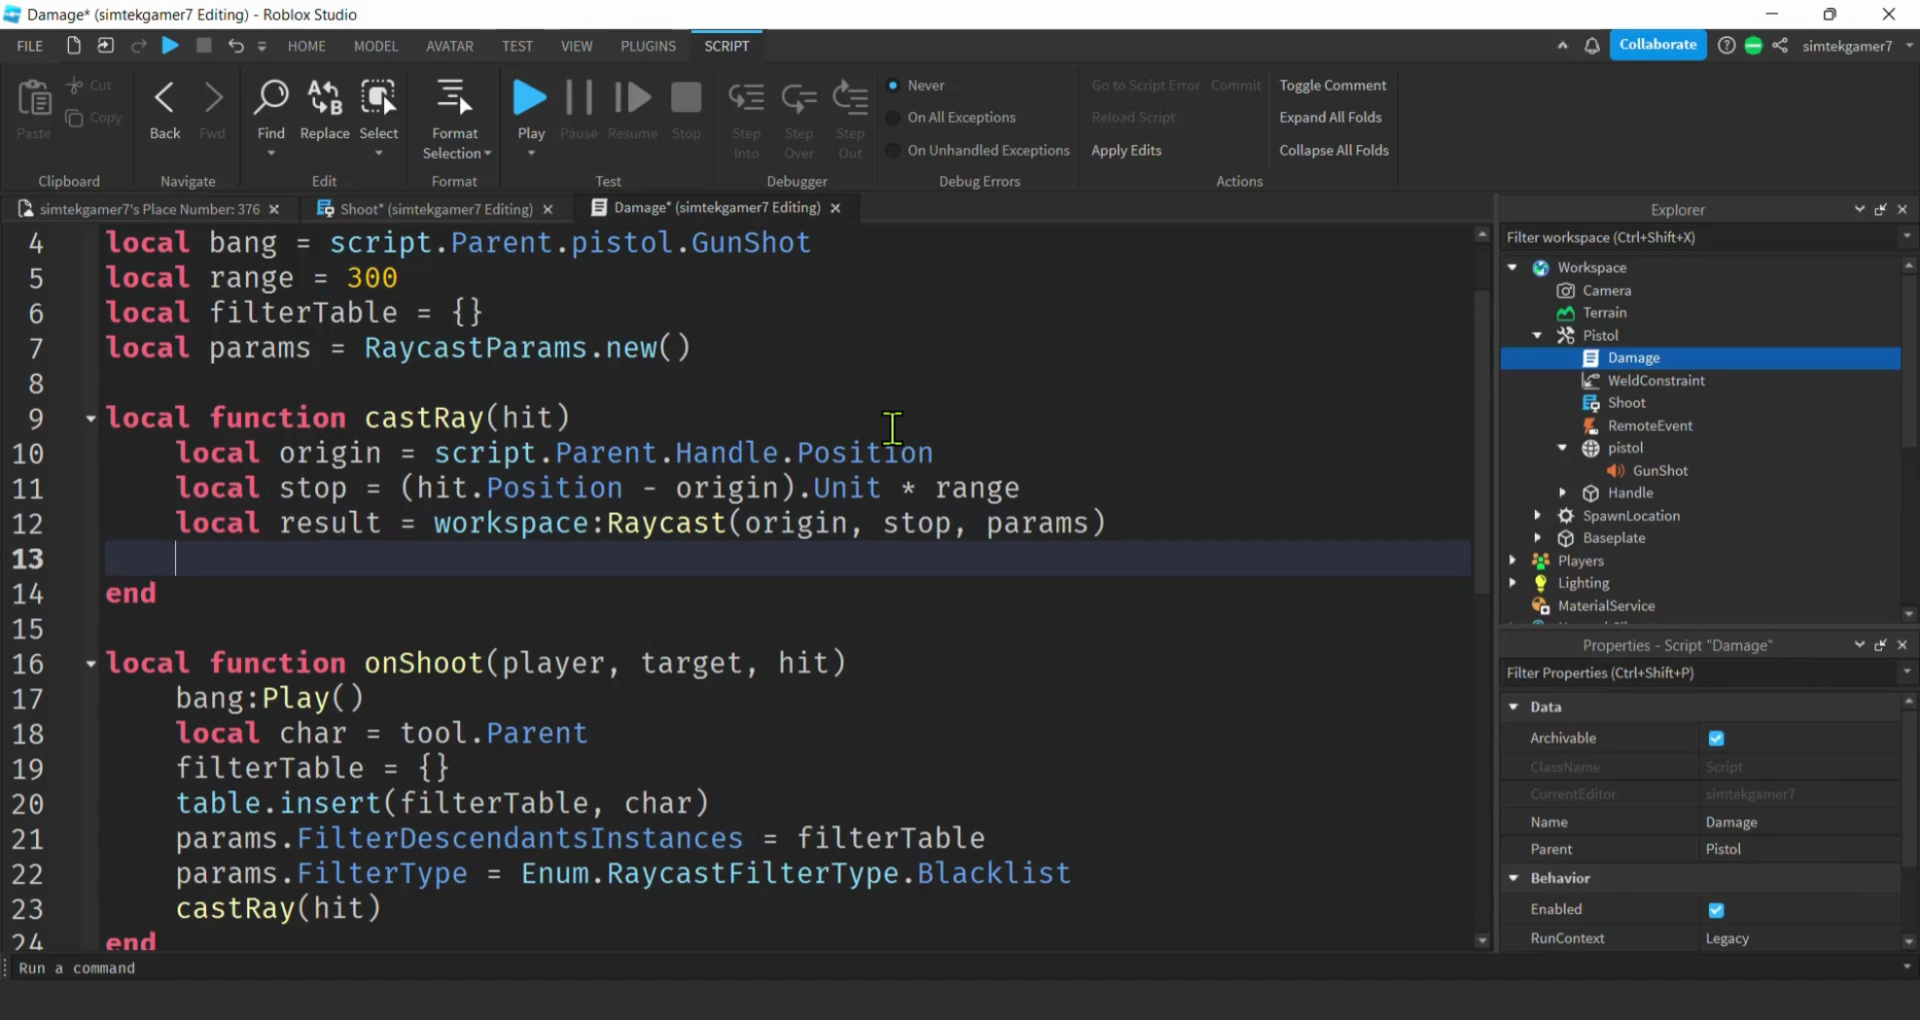 Damage* (simtekgamer7 Editing) - Roblox Studio
FILE HOME MODEL AVATAR TEST VIEW PLUGINS SCRIPT Collaborate simtekgamer7
Paste Cut Copy Clipboard
Back Fwd Navigate
Find Replace Select Edit
Format Selection Format
Play Pause Resume Stop Test
Step Into Step Over Step Out Debugger
Never
On All Exceptions
On Unhandled Exceptions
Debug Errors
Go to Script Error Commit
Reload Script
Apply Edits
Toggle Comment
Expand All Folds
Collapse All Folds
Actions
simtekgamer7's Place Number: 376 Shoot* (simtekgamer7 Editing) Damage* (simtekgamer7 Editing)
4 local bang = script.Parent.pistol.GunShot
5 local range = 300
6 local filterTable = {}
7 local params = RaycastParams.new()
8
9 local function castRay(hit)
10 local origin = script.Parent.Handle.Position
11 local stop = (hit.Position - origin).Unit * range
12 local result = workspace:Raycast(origin, stop, params)
13
14 end
15
16 local function onShoot(player, target, hit)
17 bang:Play()
18 local char = tool.Parent
19 filterTable = {}
20 table.insert(filterTable, char)
21 params.FilterDescendantsInstances = filterTable
22 params.FilterType = Enum.RaycastFilterType.Blacklist
23 castRay(hit)
24 end
Run a command
Explorer
Filter workspace (Ctrl+Shift+X)
Workspace
Camera
Terrain
Pistol
Damage
WeldConstraint
Shoot
RemoteEvent
pistol
GunShot
Handle
SpawnLocation
Baseplate
Players
Lighting
MaterialService
Properties - Script "Damage"
Filter Properties (Ctrl+Shift+P)
Data
Archivable
ClassName Script
CurrentEditor simtekgamer7
Name Damage
Parent Pistol
Behavior
Enabled
RunContext Legacy